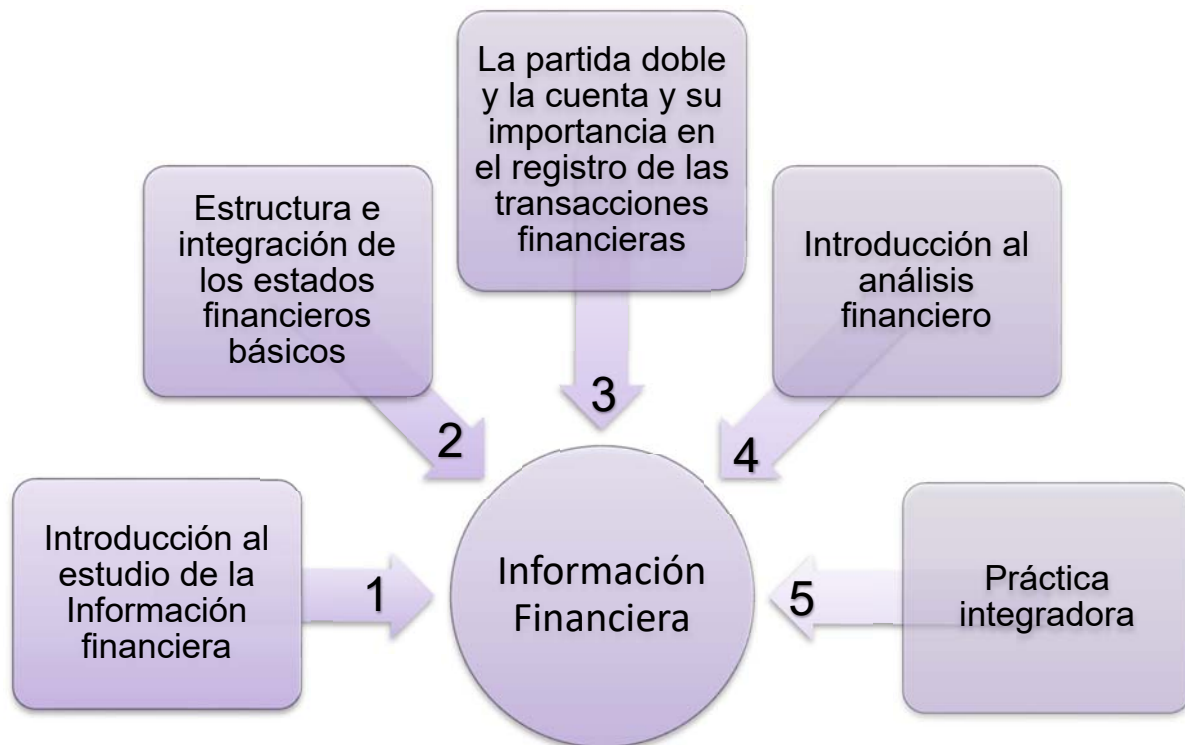 Introducción al
estudio de la
Información
financiera
1
Estructura e
integración de
los estados
financieros
básicos
2
La partida doble
y la cuenta y su
importancia en
el registro de las
transacciones
financieras
3
Introducción al
análisis
financiero
4
Práctica
integradora
5
Información
Financiera